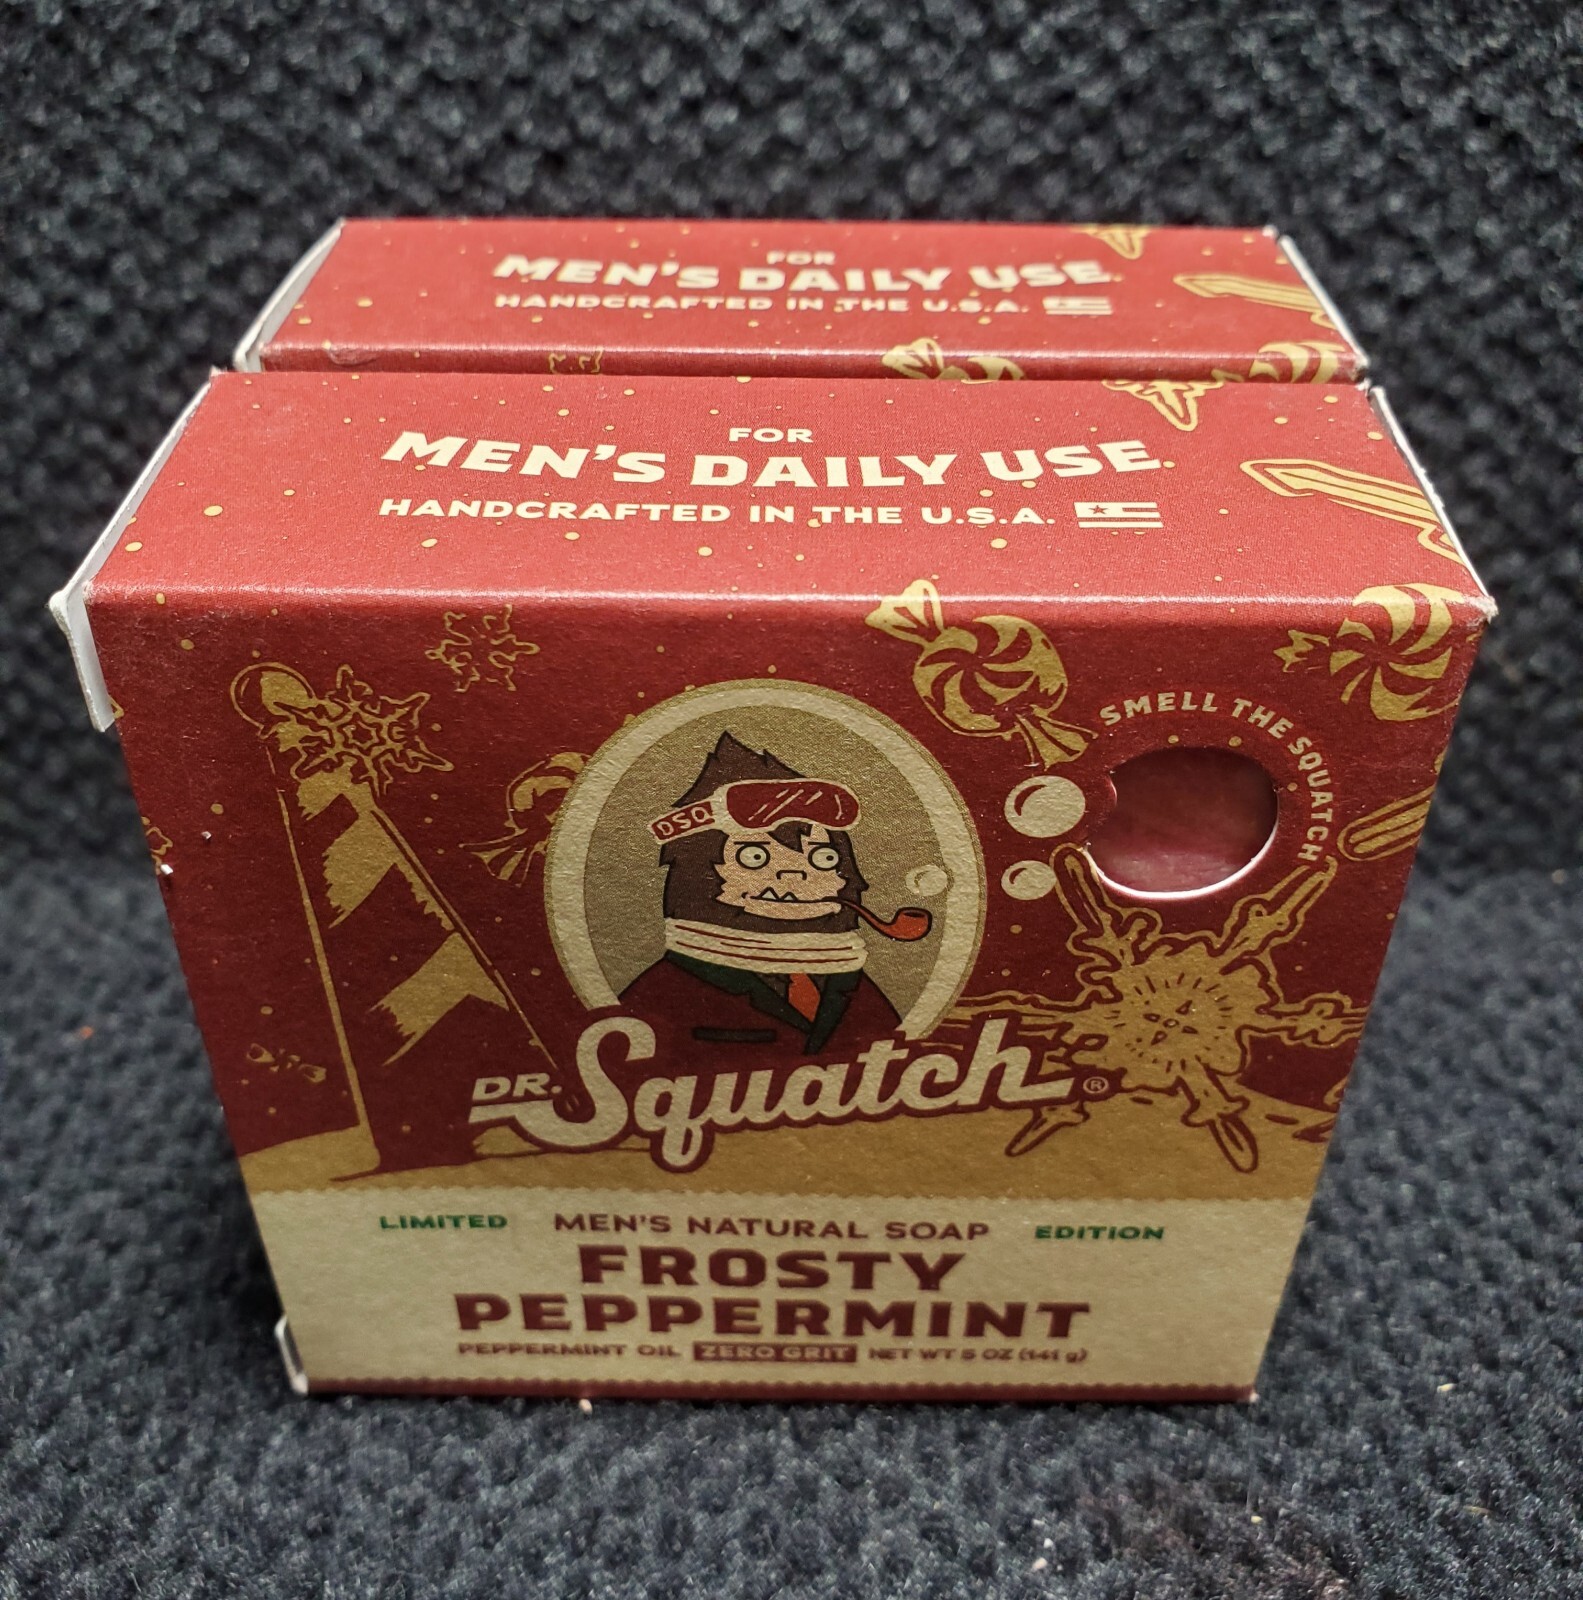 FOR
MEN'S DAILY USE
HANDCRAFTED IN THE U.S.A.
FOR
MEN'S DAILY USE
HANDCRAFTED IN THE U.S.A.
SMELL THE SQUATCH
DSQ
DR. Squatch®
LIMITED MEN'S NATURAL SOAP EDITION
FROSTY
PEPPERMINT
PEPPERMINT OIL ZERO GRIT NET WT 5 OZ (141 g)